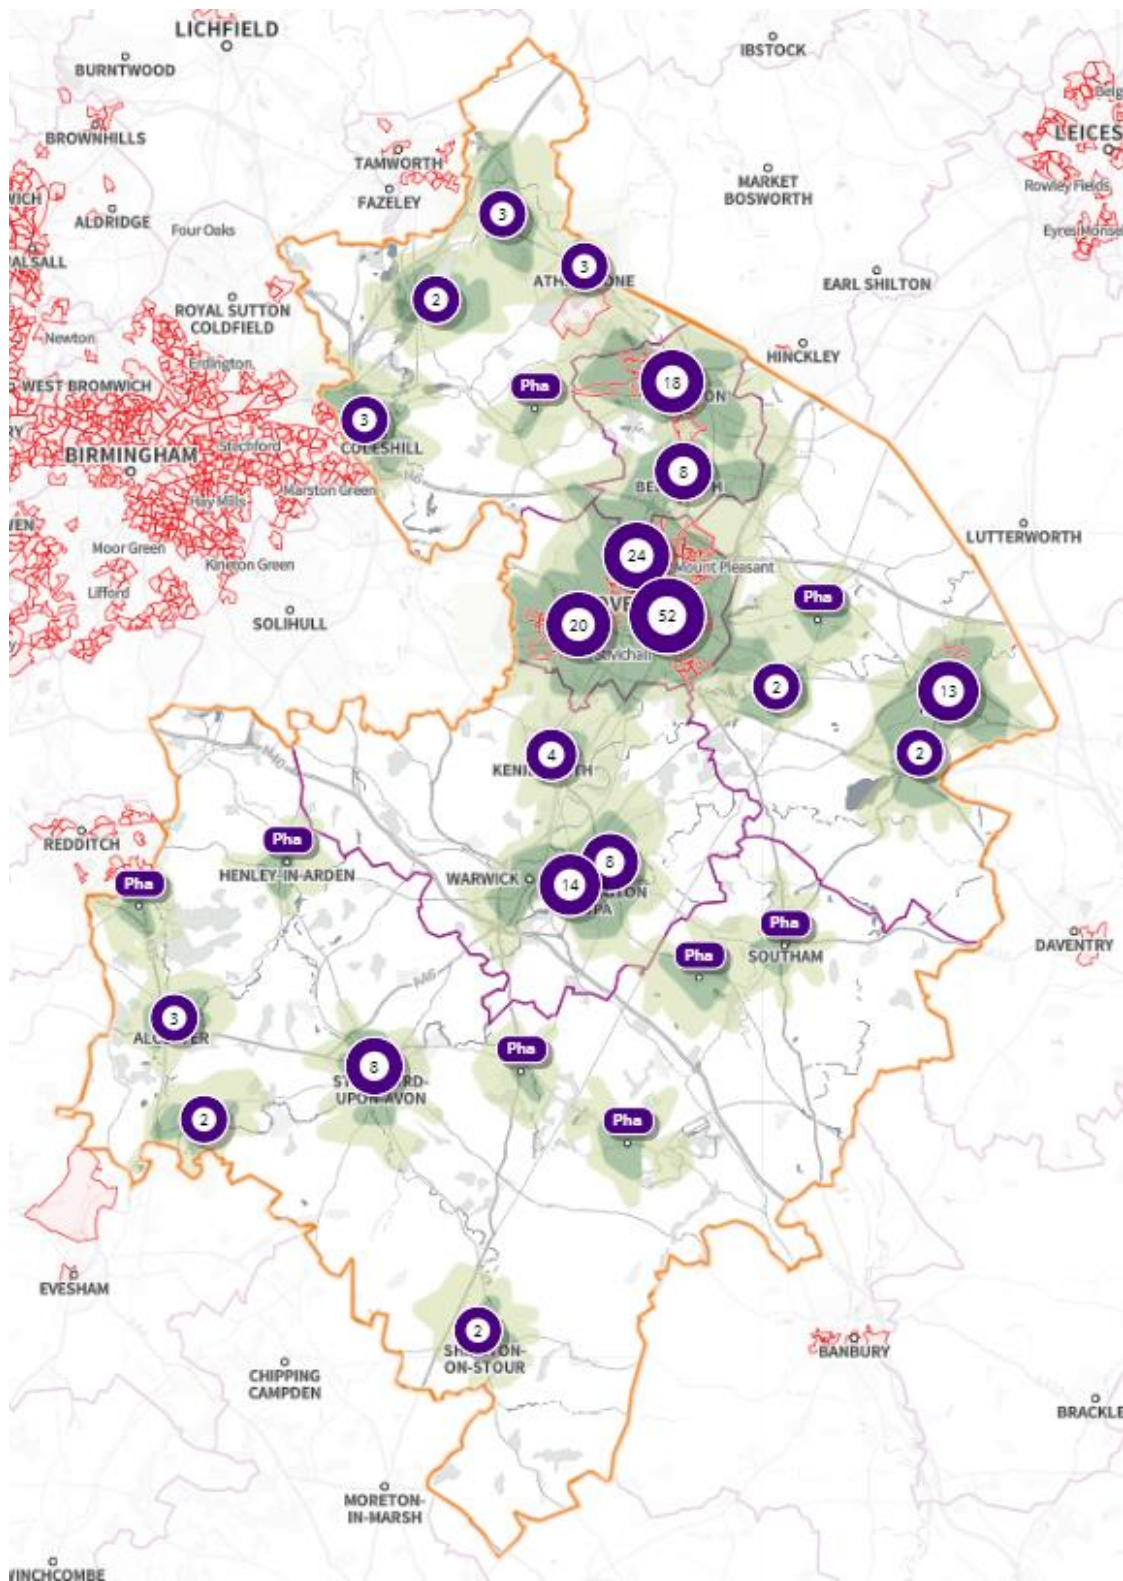 LICHFIELD
IBSTOCK
BURNTWOOD
BROWNHILLS
TAMWORTH
LEICES
MARKET
BOSWORTH
FAZELEY
Rowley Fields
3
ALDRIDGE
Four Oaks
3
EARL SHILTON
2
ROYAL SUTTON
COLDFIELD
Newton
HINCKLEY
Erdington
WEST BROMWICH
18
Pha
3
COLESHILL
Stechford
BIRMINGHAM
8
Marston Green
Hay Mills
LUTTERWORTH
Moor Green
Kineton Green
24
Mount Pleasant
Lifford
Pha
SOLIHULL
20
52
2
13
4
2
REDDITCH
Pha
HENLEY-IN-ARDEN
Pha
WARWICK
8
14
Pha
DAVENTRY
Pha
SOUTHAM
3
Pha
8
UPON-AVON
2
Pha
EVESHAM
2
ON-STOUR
BANBURY
CHIPPING
CAMPDEN
BRACKLE
MORETON-
IN-MARSH
WINCHCOMBE